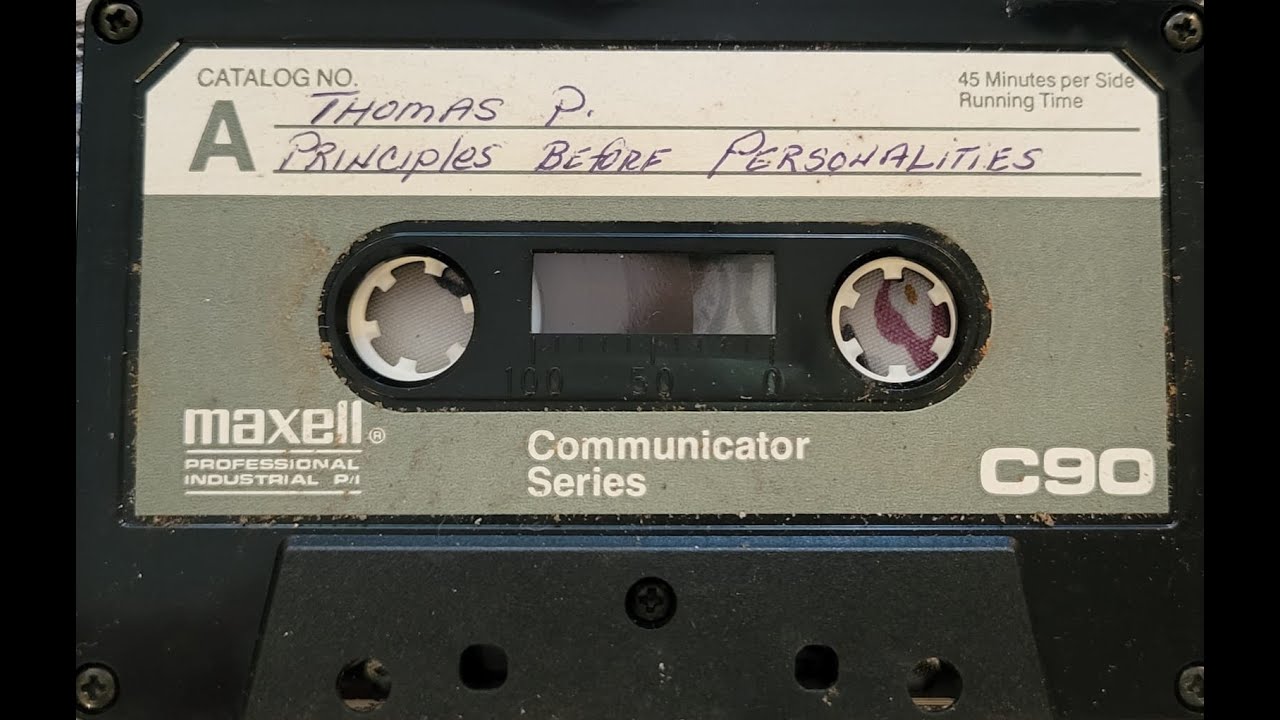 CATALOG NO.
45 Minutes per Side
Running Time
A
THOMAS P.
PRINCIPlES BEFORE PERSONALITIES
100 50 0
maxell®
PROFESSIONAL
INDUSTRIAL P/I
Communicator
Series
C90